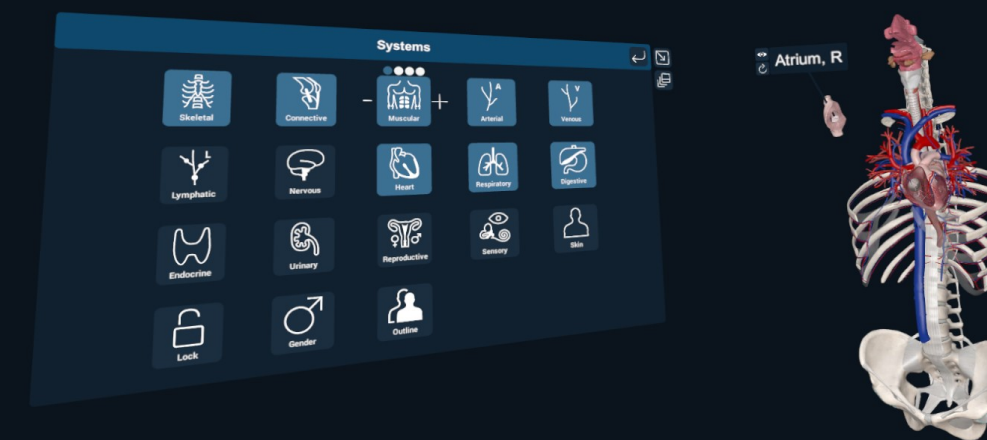 Systems
Atrium, R
Skeletal
Connective
- Muscular +
A
Arterial
V
Venous
L
Lymphatic
Nervous
Heart
Respiratory
Digestive
Endocrine
Urinary
Reproductive
Sensory
Skin
Lock
Gender
Outline